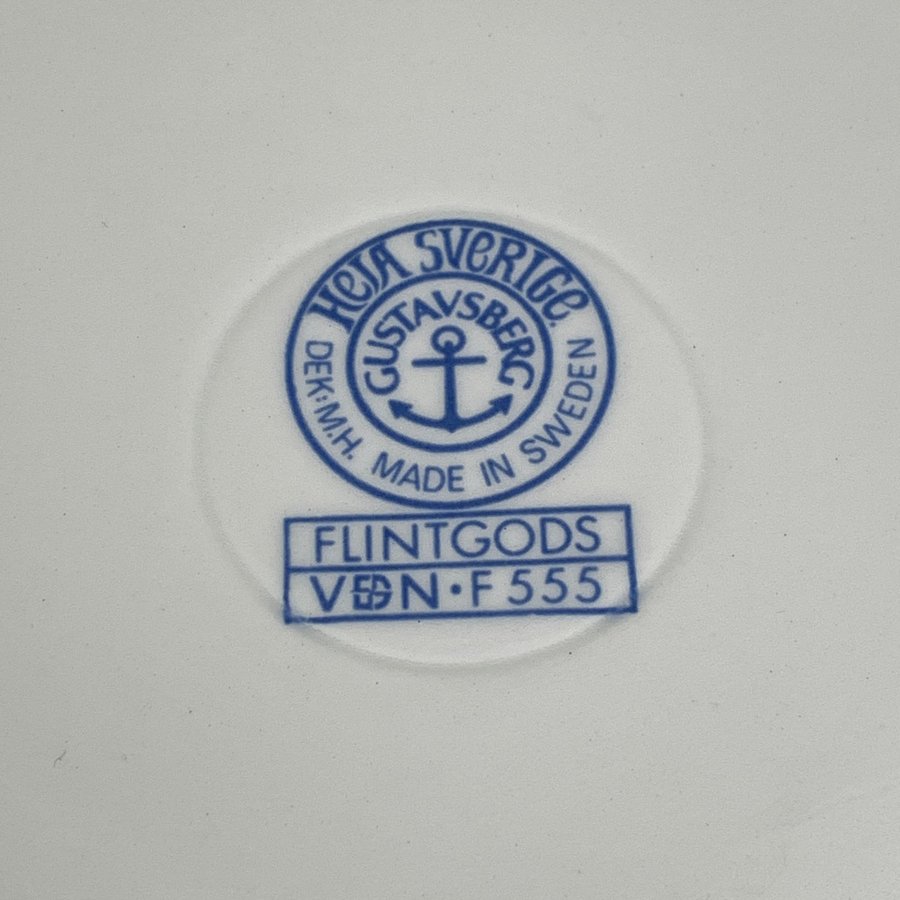 HEJA SVERIGE.
GUSTAVSBERG
DEK: M.H. MADE IN SWEDEN
FLINTGODS
VDN · F 555